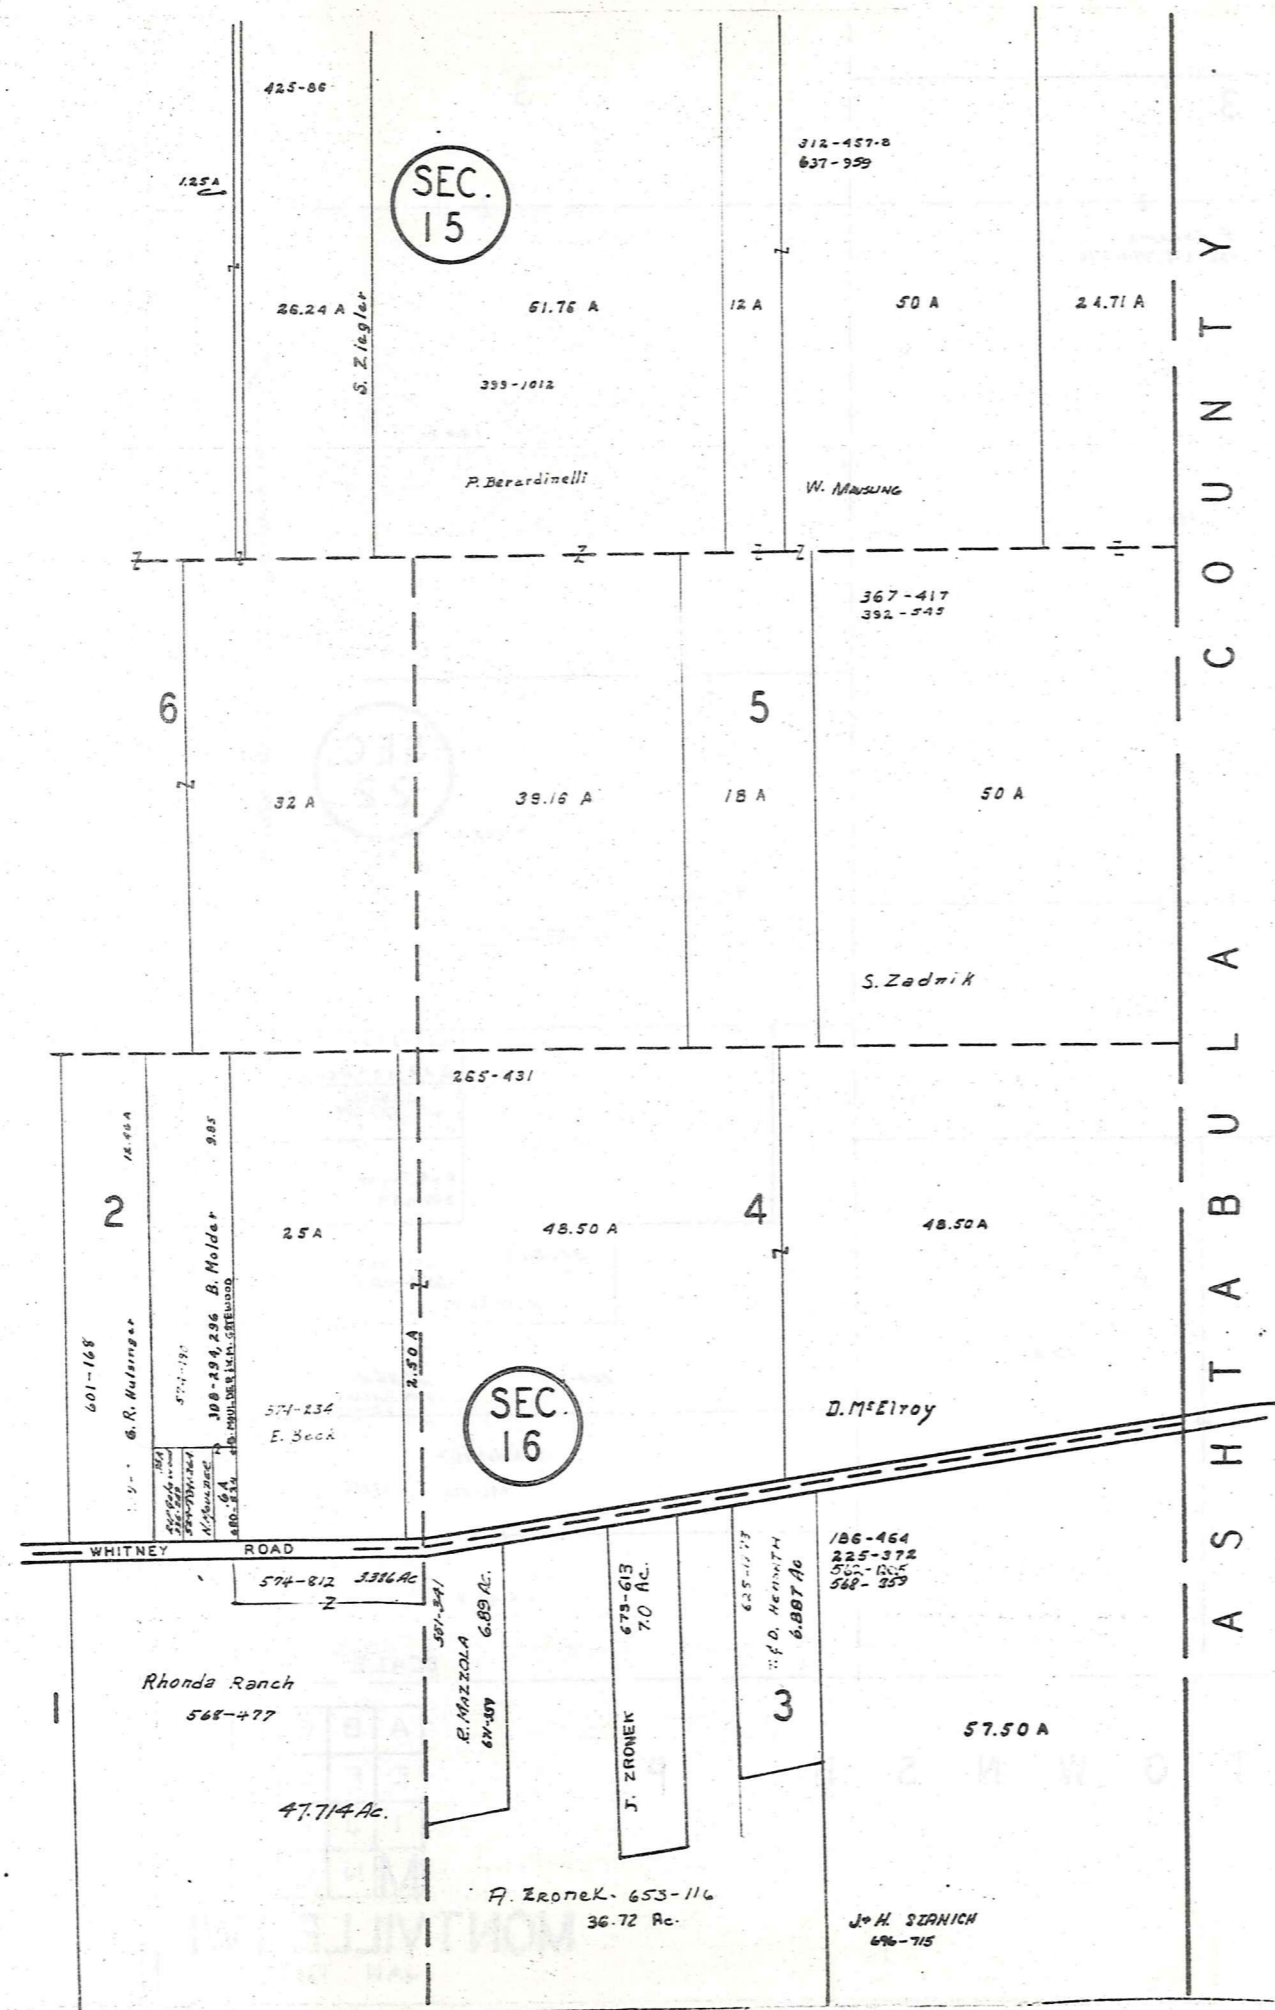 425-86
SEC.
15
312-457-8
637-959
1.25A
26.24 A
S. Ziegler
61.76 A
12 A
50 A
24.71 A
399-1012
P. Berardinelli
W.
367-417
392-545
6
5
32 A
39.16 A
18 A
50 A
S. Zadnik
265-431
2
12.46A
9.85
4
25 A
48.50 A
48.50 A
601-168
G. R. Hulsinger
308-294,296 B. Molder
2.50 A
574-234
E. Beck
SEC.
16
D. McElroy
.6 A
WHITNEY ROAD
574-812 3.386 Ac
R. MAZZOLA 6.89 Ac.
J. ZRONEK
673-613
7.0 Ac.
6.887 Ac
186-464
225-372
568-359
1
Rhonda Ranch
568-477
3
57.50 A
47.714 Ac.
A. ZRONEK - 653-116
36.72 Ac.
J & H. SZANICH
696-715
ASHTABULA COUNTY
MONTVILLE